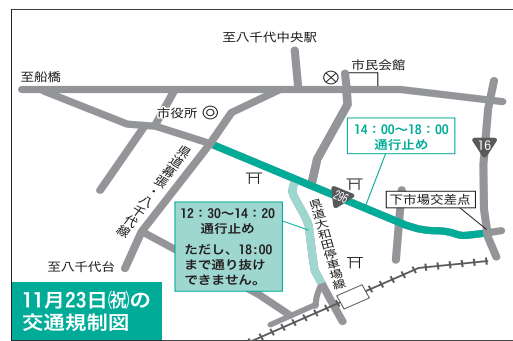 至八千代中央駅
至船橋
市民会館
市役所
14：00〜18：00
通行止め
16
県道幕張・八千代線
296
下市場交差点
12：30〜14：20
通行止め
ただし、18:00
まで通り抜け
できません。
県道大和田停車場線
至八千代台
11月23日㈷の
交通規制図